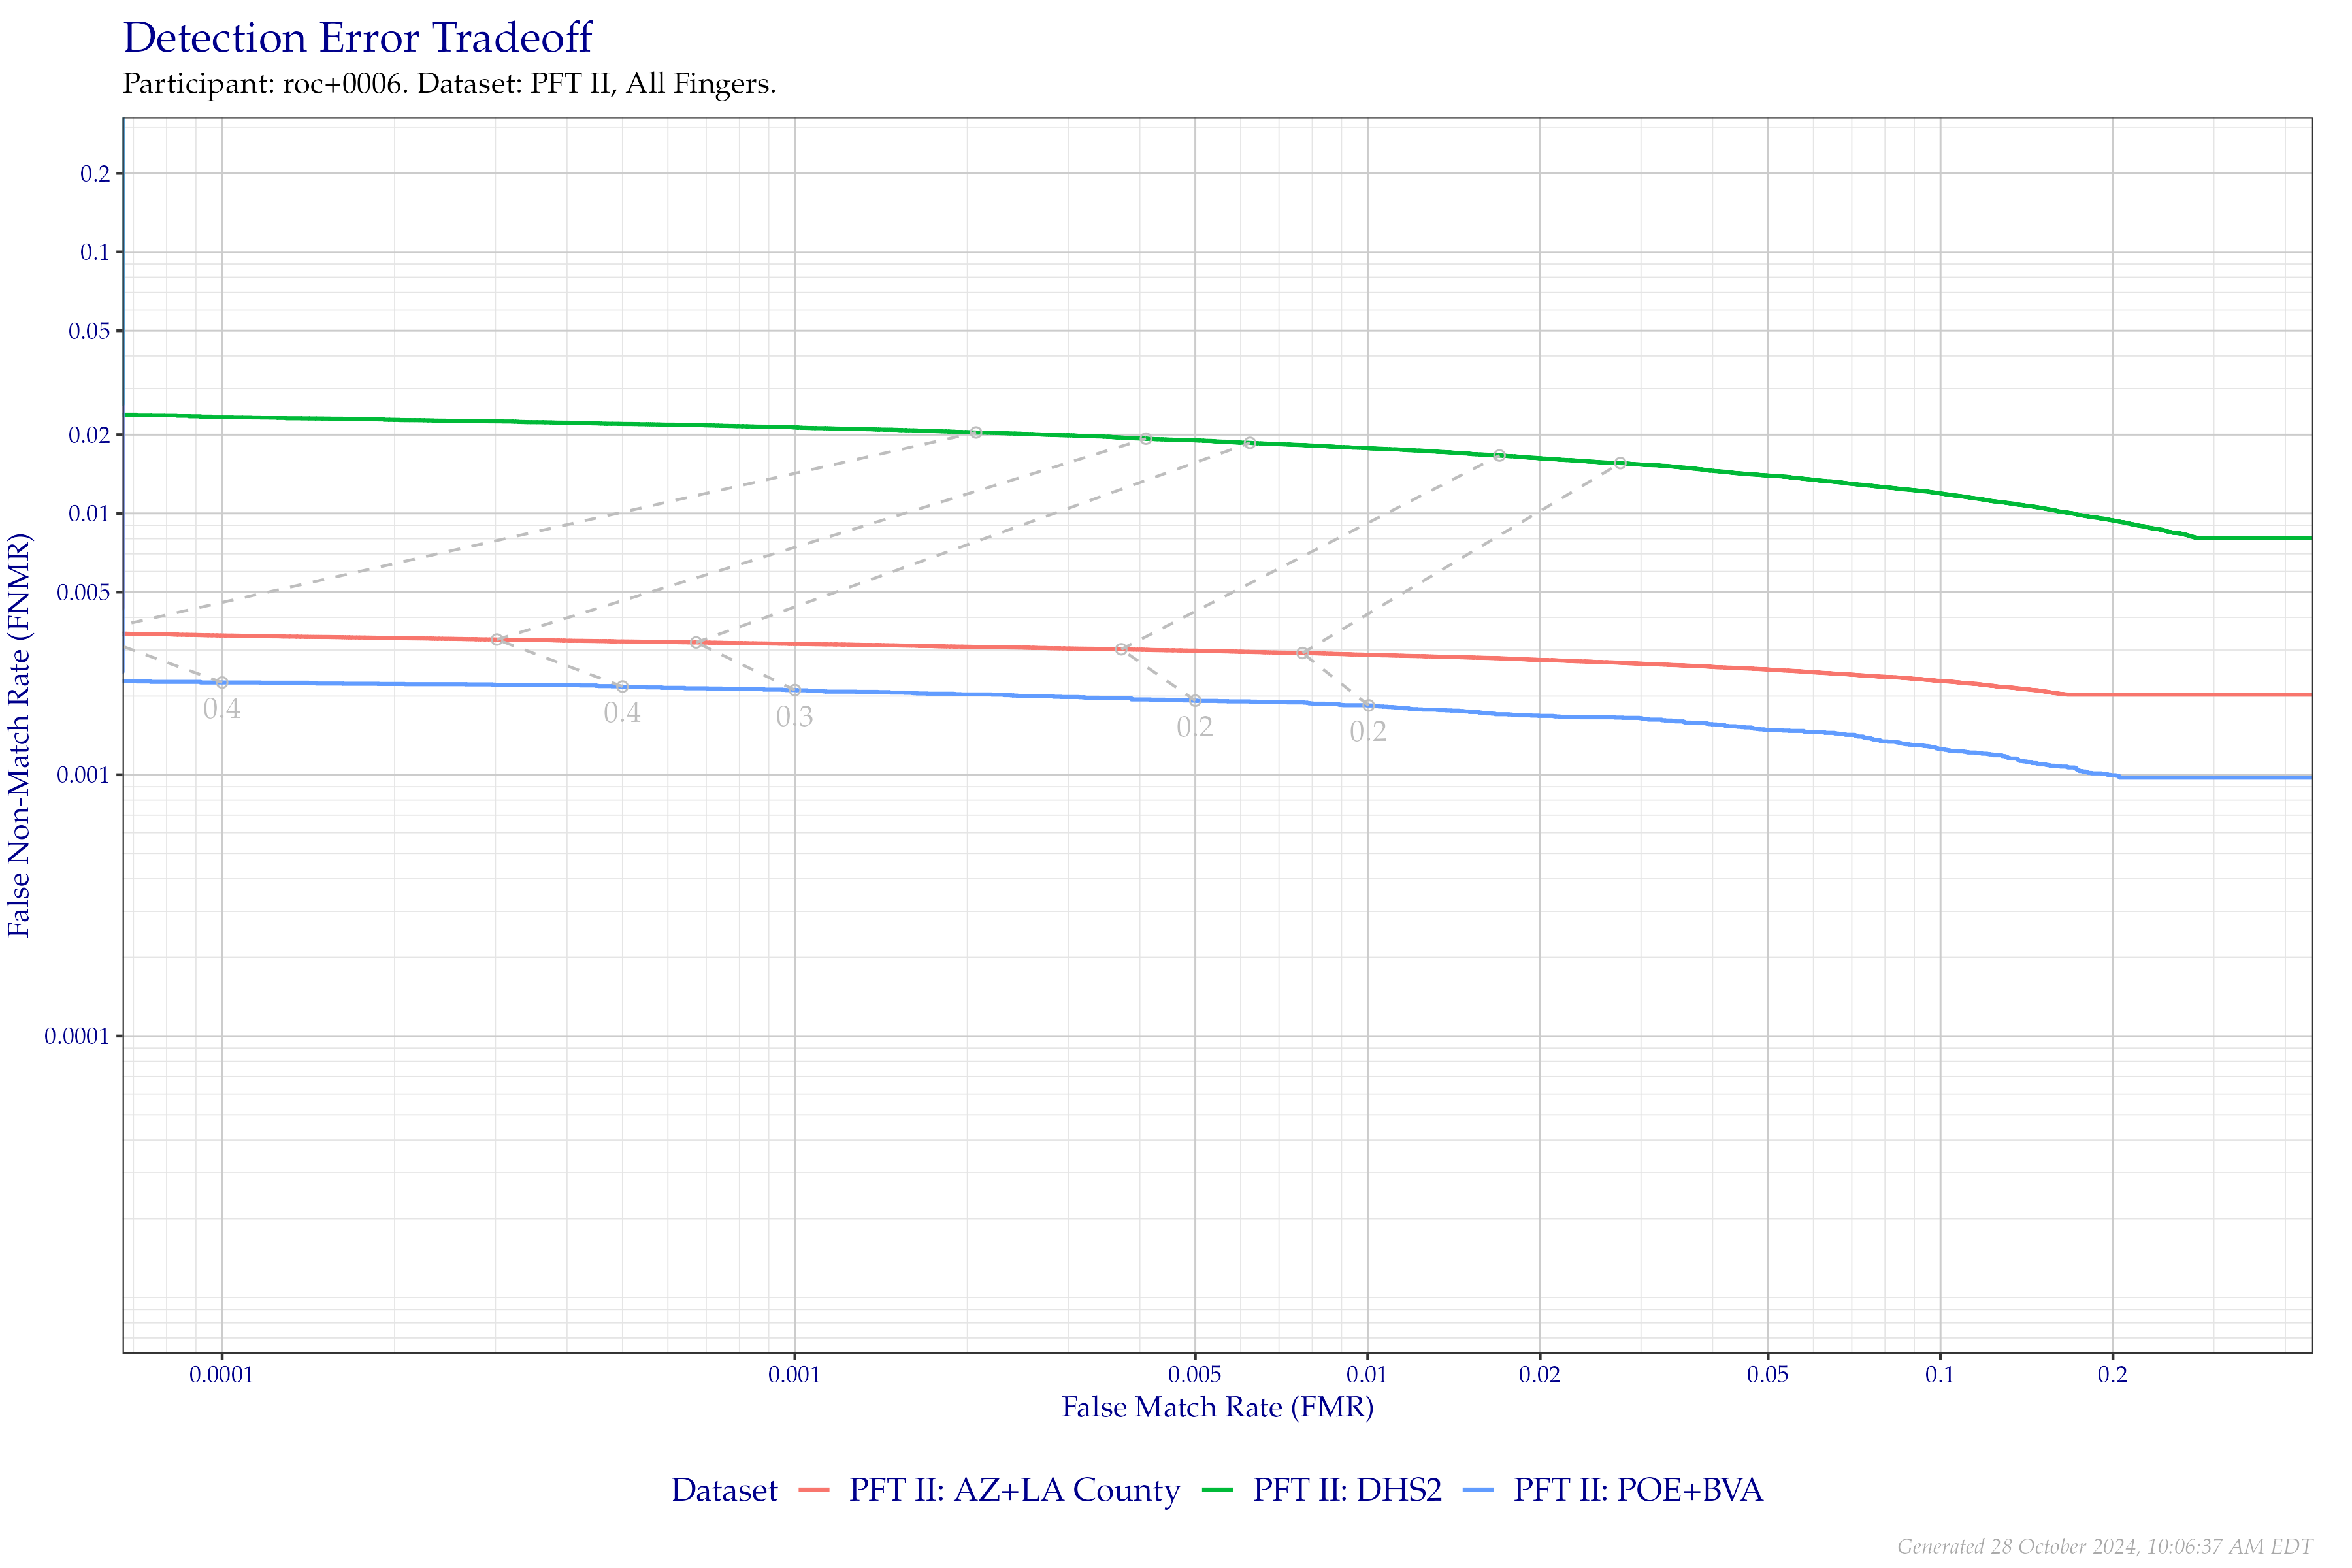 Detection Error Tradeoff
Participant: roc+0006. Dataset: PFT II, All Fingers.
False Non-Match Rate (FNMR)
0.2
0.1
0.05
0.02
0.01
0.005
0.001
0.0001
0.4
0.4
0.3
0.2
0.2
0.0001 0.001 0.005 0.01 0.02 0.05 0.1 0.2
False Match Rate (FMR)
Dataset PFT II: AZ+LA County PFT II: DHS2 PFT II: POE+BVA
Generated 28 October 2024, 10:06:37 AM EDT